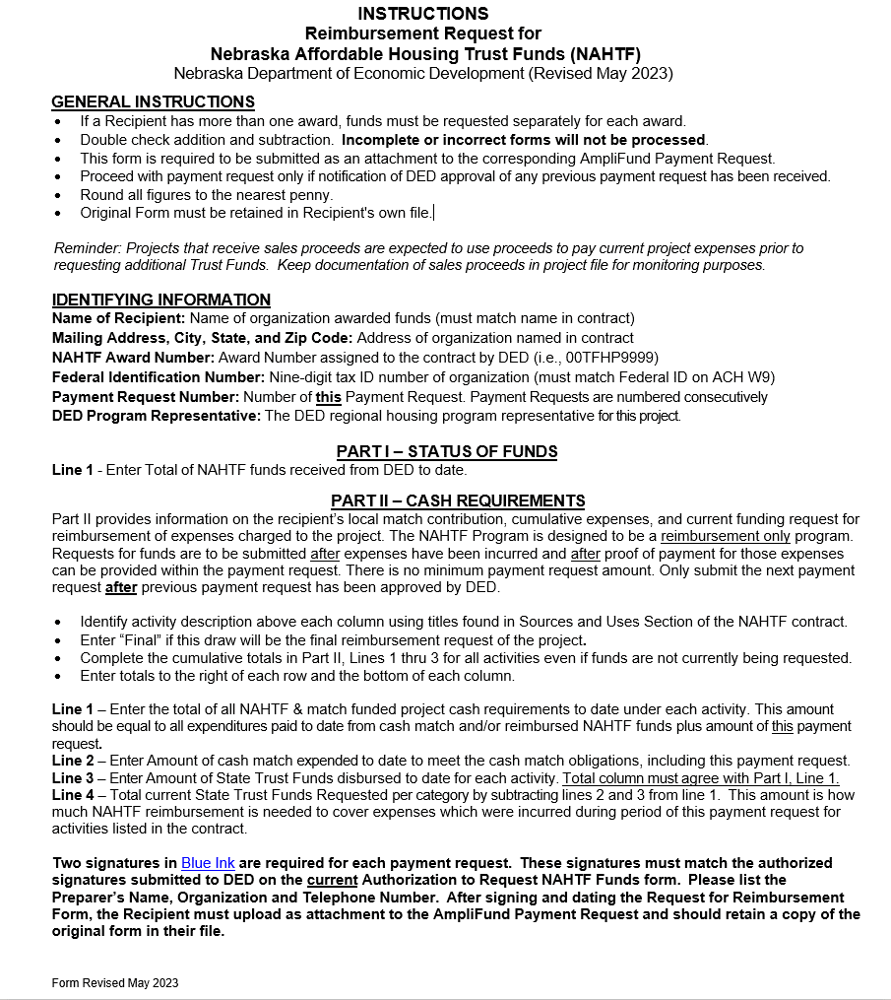 INSTRUCTIONS
Reimbursement Request for
Nebraska Affordable Housing Trust Funds (NAHTF)
Nebraska Department of Economic Development (Revised May 2023)
GENERAL INSTRUCTIONS
• If a Recipient has more than one award, funds must be requested separately for each award.
• Double check addition and subtraction. Incomplete or incorrect forms will not be processed.
• This form is required to be submitted as an attachment to the corresponding AmpliFund Payment Request.
• Proceed with payment request only if notification of DED approval of any previous payment request has been received.
• Round all figures to the nearest penny.
• Original Form must be retained in Recipient's own file.
Reminder: Projects that receive sales proceeds are expected to use proceeds to pay current project expenses prior to
requesting additional Trust Funds. Keep documentation of sales proceeds in project file for monitoring purposes.
IDENTIFYING INFORMATION
Name of Recipient: Name of organization awarded funds (must match name in contract)
Mailing Address, City, State, and Zip Code: Address of organization named in contract
NAHTF Award Number: Award Number assigned to the contract by DED (i.e., 00TFHP9999)
Federal Identification Number: Nine-digit tax ID number of organization (must match Federal ID on ACH W9)
Payment Request Number: Number of this Payment Request. Payment Requests are numbered consecutively
DED Program Representative: The DED regional housing program representative for this project.
PART I – STATUS OF FUNDS
Line 1 - Enter Total of NAHTF funds received from DED to date.
PART II – CASH REQUIREMENTS
Part II provides information on the recipient's local match contribution, cumulative expenses, and current funding request for
reimbursement of expenses charged to the project. The NAHTF Program is designed to be a reimbursement only program.
Requests for funds are to be submitted after expenses have been incurred and after proof of payment for those expenses
can be provided within the payment request. There is no minimum payment request amount. Only submit the next payment
request after previous payment request has been approved by DED.
• Identify activity description above each column using titles found in Sources and Uses Section of the NAHTF contract.
• Enter “Final” if this draw will be the final reimbursement request of the project.
• Complete the cumulative totals in Part II, Lines 1 thru 3 for all activities even if funds are not currently being requested.
• Enter totals to the right of each row and the bottom of each column.
Line 1 – Enter the total of all NAHTF & match funded project cash requirements to date under each activity. This amount
should be equal to all expenditures paid to date from cash match and/or reimbursed NAHTF funds plus amount of this payment
request.
Line 2 – Enter Amount of cash match expended to date to meet the cash match obligations, including this payment request.
Line 3 – Enter Amount of State Trust Funds disbursed to date for each activity. Total column must agree with Part I, Line 1.
Line 4 – Total current State Trust Funds Requested per category by subtracting lines 2 and 3 from line 1. This amount is how
much NAHTF reimbursement is needed to cover expenses which were incurred during period of this payment request for
activities listed in the contract.
Two signatures in Blue Ink are required for each payment request. These signatures must match the authorized
signatures submitted to DED on the current Authorization to Request NAHTF Funds form. Please list the
Preparer's Name, Organization and Telephone Number. After signing and dating the Request for Reimbursement
Form, the Recipient must upload as attachment to the AmpliFund Payment Request and should retain a copy of the
original form in their file.
Form Revised May 2023